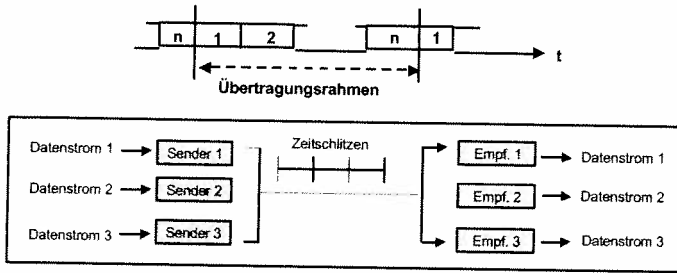 n 1 2 n 1
t
Übertragungsrahmen
Zeitschlitzen
Datenstrom 1 Sender 1 Empf. 1 Datenstrom 1
Datenstrom 2 Sender 2 Empf. 2 Datenstrom 2
Datenstrom 3 Sender 3 Empf. 3 Datenstrom 3